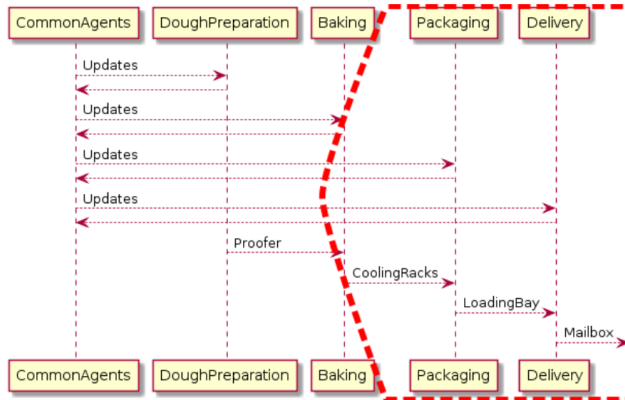 CommonAgents DoughPreparation Baking Packaging Delivery
Updates
Updates
Updates
Updates
Proofer
CoolingRacks
LoadingBay
Mailbox
CommonAgents DoughPreparation Baking Packaging Delivery